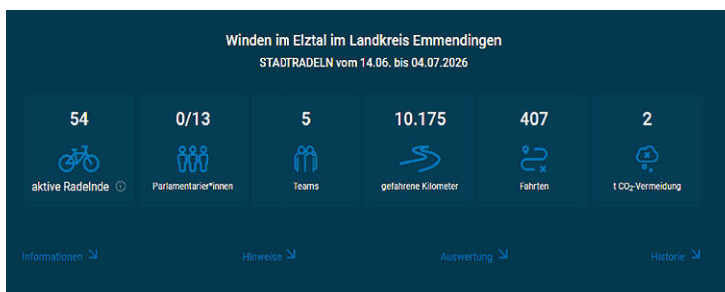 Winden im Elztal im Landkreis Emmendingen
STADTRADELN vom 14.06. bis 04.07.2026
54
0/13
5
10.175
407
2
aktive Radelnde
Parlamentarier*innen
Teams
gefahrene Kilometer
Fahrten
t CO₂-Vermeidung
Informationen
Hinweise
Auswertung
Historie